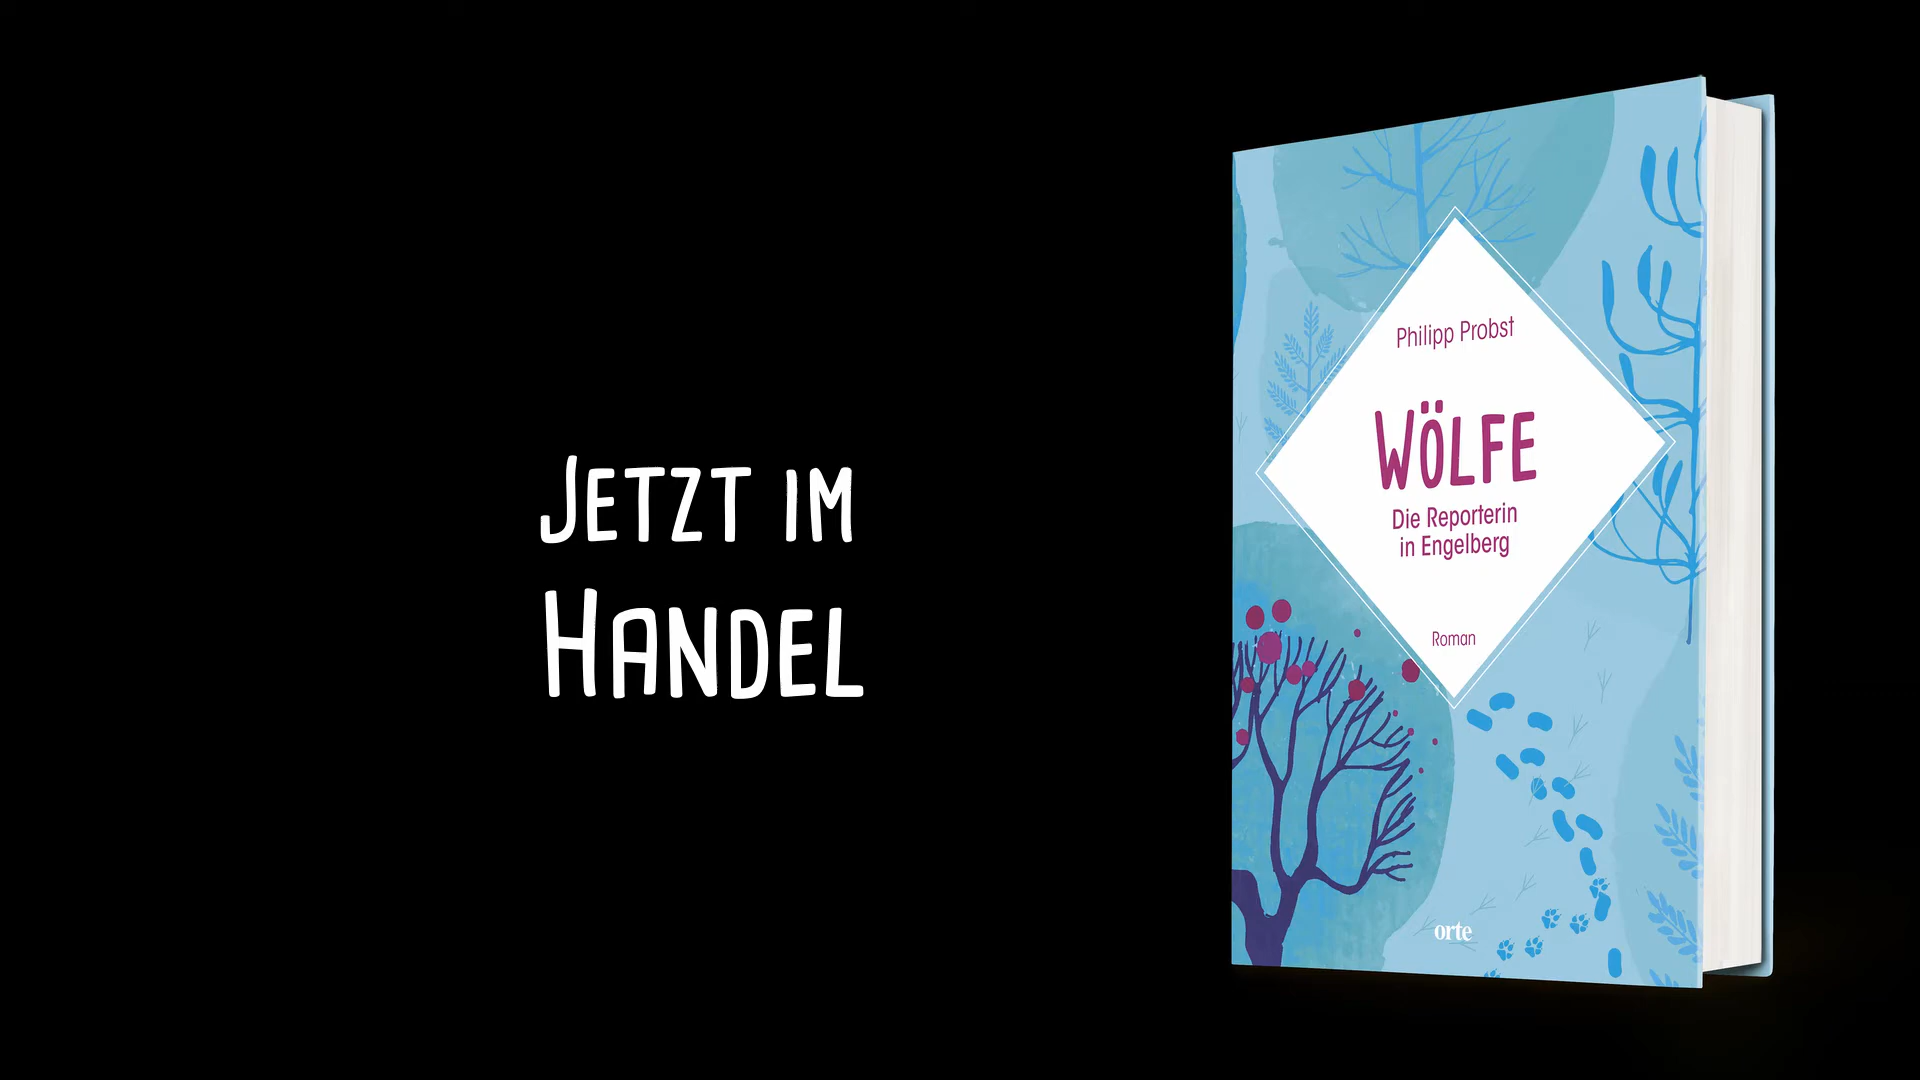 Jetzt im
Handel
Philipp Probst
Wölfe
Die Reporterin
in Engelberg
Roman
orte